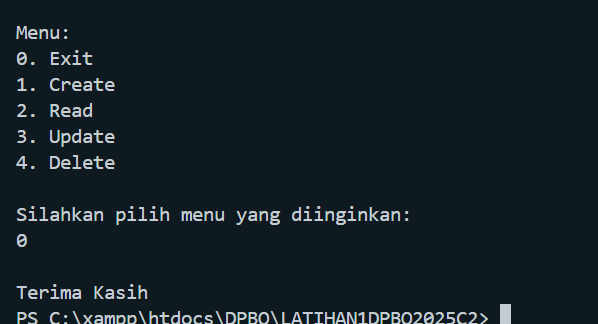 Menu:
0. Exit
1. Create
2. Read
3. Update
4. Delete
Silahkan pilih menu yang diinginkan:
0
Terima Kasih
PS C:\xampp\htdocs\DPBO\LATIHAN1DPBO2025C2>